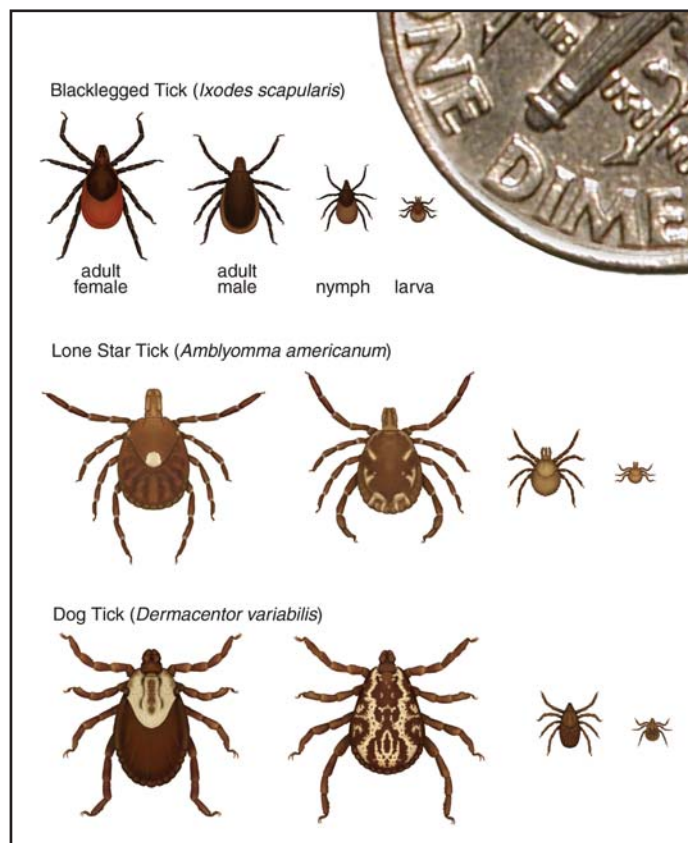 ONE DIME
Blacklegged Tick (Ixodes scapularis)
adult
female
adult
male
nymph
larva
Lone Star Tick (Amblyomma americanum)
Dog Tick (Dermacentor variabilis)